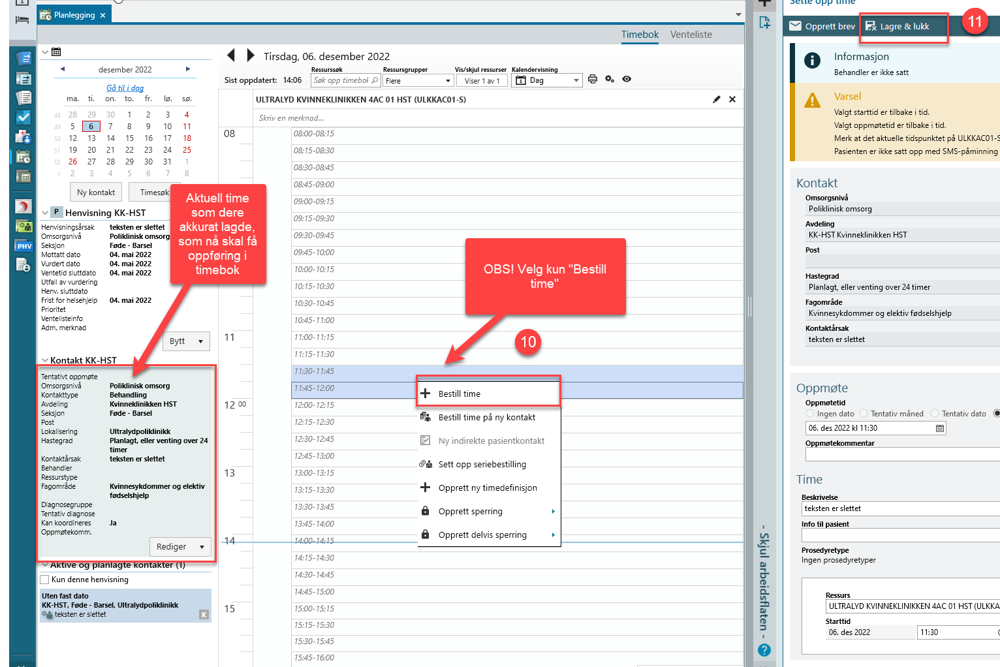 Sette opp time
Planlegging
Timebok
Venteliste
Opprett brev
Lagre & lukk
11
desember 2022
Gå til i dag
ma. ti. on. to. fr. lø. sø.
48 28 29 30 1 2 3 4
49 5 6 7 8 9 10 11
50 12 13 14 15 16 17 18
51 19 20 21 22 23 24 25
52 26 27 28 29 30 31 1
1 2 3 4 5 6 7 8
Ny kontakt
Timesøk
P Henvisning KK-HST
Henvisningsårsak teksten er slettet
Omsorgsnivå Poliklinisk omsorg
Seksjon Føde - Barsel
Mottatt dato 04. mai 2022
Vurdert dato 04. mai 2022
Ventetid sluttdato 04. mai 2022
Utfall av vurdering
Henv. sluttdato
Frist for helsehjelp 04. mai 2022
Prioritet
Ventelisteinfo
Adm. merknad
Bytt
PHV
Aktuell time
som dere
akkurat lagde,
som nå skal få
oppføring i
timebok
Kontakt KK-HST
Tentativt oppmøte
Omsorgsnivå Poliklinisk omsorg
Kontakttype Behandling
Avdeling Kvinneklinikken HST
Seksjon Føde - Barsel
Post
Lokalisering Ultralydpoliklinikk
Hastegrad Planlagt, eller venting over 24
timer
Kontaktårsak teksten er slettet
Behandler
Ressurstype
Fagområde Kvinnesykdommer og elektiv
fødselshjelp
Diagnosegruppe
Tentativ diagnose
Kan koordineres Ja
Oppmøtekomm.
Rediger
Aktive og planlagte kontakter (1)
Kun denne henvisning
Uten fast dato
KK-HST, Føde - Barsel, Ultralydpoliklinikk
teksten er slettet
K
Tirsdag, 06. desember 2022
Ressurssøk Ressursgrupper Vis/skjul ressurser Kalendervisning
Sist oppdatert: 14:06 Søk opp timebok Flere Viser 1 av 1 1 Dag
ULTRALYD KVINNEKLINIKKEN 4AC 01 HST (ULKKAC01-S)
Skriv en merknad...
08 08:00-08:15
08:15-08:30
08:30-08:45
08:45-09:00
09:00-09:15
09:15-09:30
09:30-09:45
09:45-10:00
10:00-10:15
10:15-10:30
10:30-10:45
10:45-11:00
11 11:00-11:15
11:15-11:30
11:30-11:45
11:45-12:00
12 00 12:00-12:15
12:15-12:30
12:30-12:45
12:45-13:00
13 13:00-13:15
13:15-13:30
13:30-13:45
13:45-14:00
14 14:00-14:15
14:15-14:30
14:30-14:45
14:45-15:00
15 15:00-15:15
15:15-15:30
15:30-15:45
15:45-16:00
OBS! Velg kun "Bestill
time"
10
Bestill time
Bestill time på ny kontakt
Ny indirekte pasientkontakt
Sett opp seriebestilling
Opprett ny timedefinisjon
Opprett sperring
Opprett delvis sperring
- Skjul arbeidsflaten -
?
Informasjon
Behandler er ikke satt
Varsel
Valgt starttid er tilbake i tid.
Valgt oppmøtetid er tilbake i tid.
Merk at det aktuelle tidspunktet på ULKKAC01-S
Pasienten er ikke satt opp med SMS-påminning
Kontakt
Omsorgsnivå
Poliklinisk omsorg
Avdeling
KK-HST Kvinneklinikken HST
Post
Hastegrad
Planlagt, eller venting over 24 timer
Fagområde
Kvinnesykdommer og elektiv fødselshjelp
Kontaktårsak
teksten er slettet
Oppmøte
Oppmøtetid
Ingen dato Tentativ måned Tentativ dato
06. des 2022 kl 11:30
Oppmøtekommentar
Time
Beskrivelse
teksten er slettet
Info til pasient
Prosedyretype
Ingen prosedyretyper
Ressurs
ULTRALYD KVINNEKLINIKKEN 4AC 01 HST (ULKKA
Starttid
06. des 2022 11:30